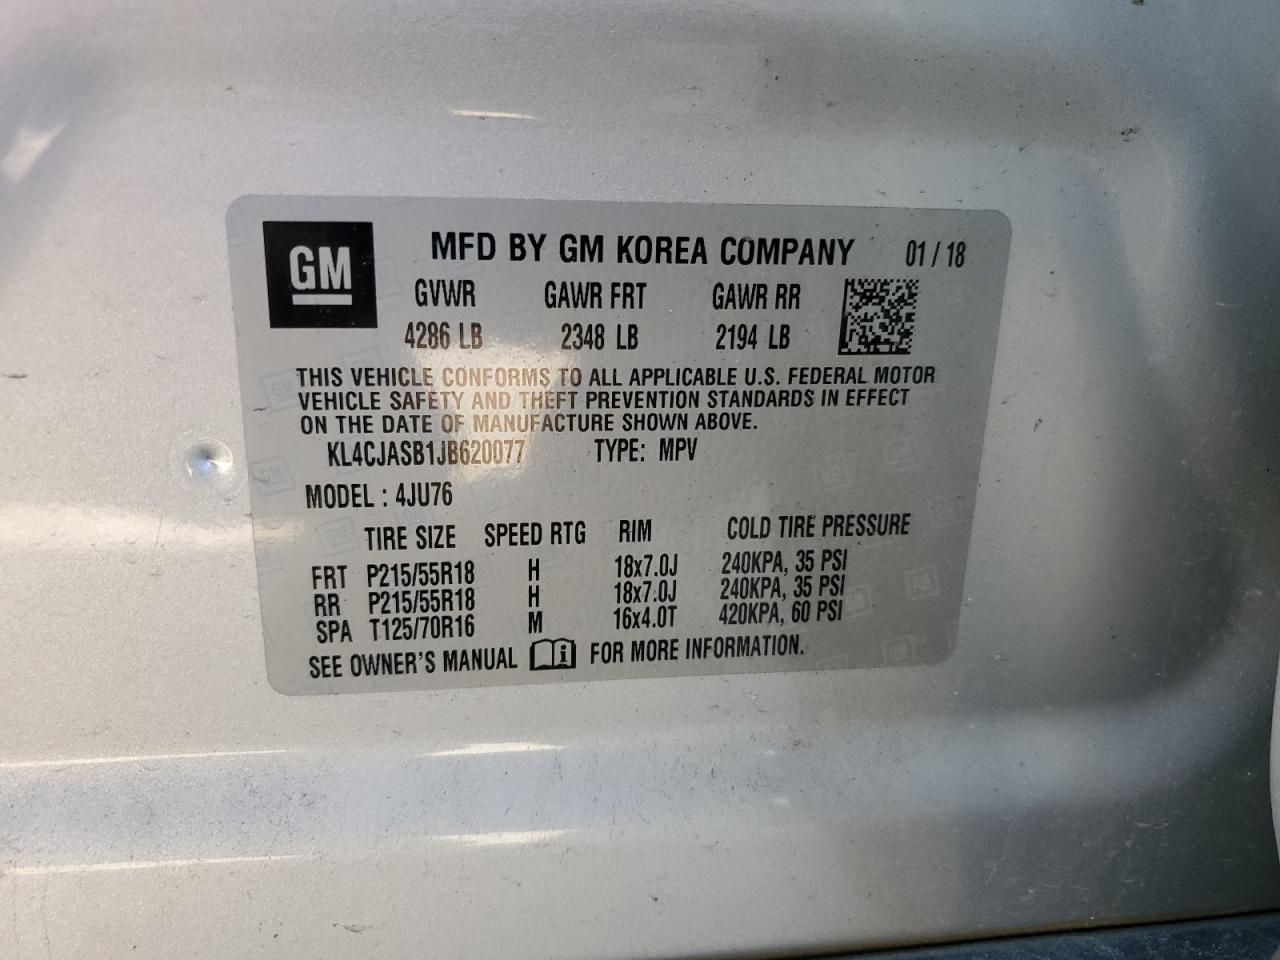 GM
MFD BY GM KOREA COMPANY 01 / 18
GVWR GAWR FRT GAWR RR
4286 LB 2348 LB 2194 LB
THIS VEHICLE CONFORMS TO ALL APPLICABLE U.S. FEDERAL MOTOR
VEHICLE SAFETY AND THEFT PREVENTION STANDARDS IN EFFECT
ON THE DATE OF MANUFACTURE SHOWN ABOVE.
KL4CJASB1JB620077 TYPE: MPV
MODEL : 4JU76
TIRE SIZE SPEED RTG RIM COLD TIRE PRESSURE
FRT P215/55R18 H 18x7.0J 240KPA, 35 PSI
RR P215/55R18 H 18x7.0J 240KPA, 35 PSI
SPA T125/70R16 M 16x4.0T 420KPA, 60 PSI
SEE OWNER'S MANUAL i FOR MORE INFORMATION.